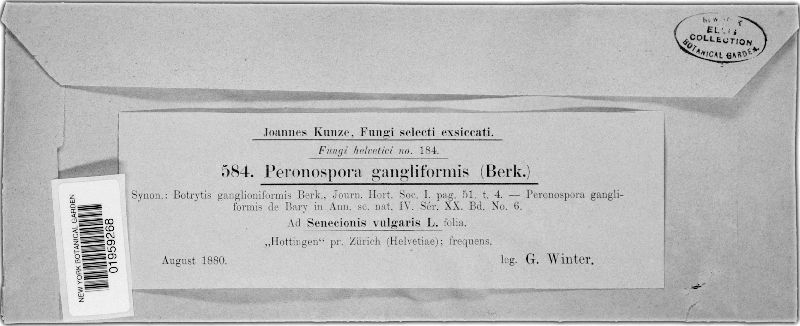 NEW YORK
ELLIS
COLLECTION
BOTANICAL GARDEN.
Joannes Kunze, Fungi selecti exsiccati.
Fungi helvetici no. 184.
584. Peronospora gangliformis (Berk.)
Synon.: Botrytis ganglioniformis Berk., Journ. Hort. Soc. I. pag. 51. t. 4. — Peronospora gangli-
formis de Bary in Ann. sc. nat. IV. Sér. XX. Bd. No. 6.
Ad Senecionis vulgaris L. folia.
„Hottingen“ pr. Zürich (Helvetiae); frequens.
August 1880. leg. G. Winter.
NEW YORK BOTANICAL GARDEN
01959268